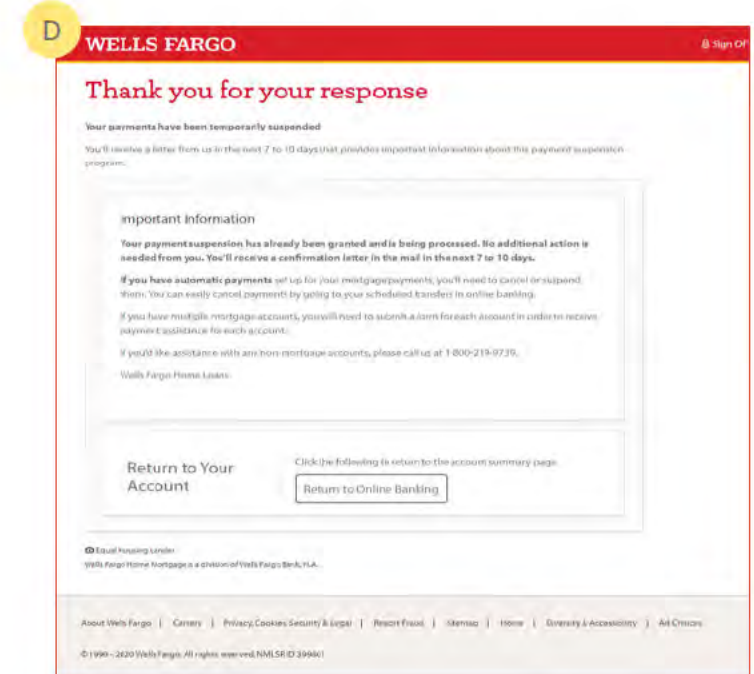 D
WELLS FARGO
Sign Of
Thank you for your response
Your payments have been temporarily suspended
You'll receive a letter from us in the next 7 to 10 days that provides important information about this payment suspension
program.
mportant Information
Your payment suspension has already been granted and is being processed. No additional action is
needed from you. You'll receive a confirmation letter in the mail in the next 7 to 10 days.
If you have automatic payments set up for your mortgage payments, you'll need to cancel or suspend
them. You can easily cancel payments by going to your scheduled transfers in online banking.
If you have multiple mortgage accounts, you will need to submit a form for each account in order to receive
payment assistance for each account.
If you'd like assistance with any non-mortgage accounts, please call us at 1-800-219-9739.
Wells Fargo Home Loans
Return to Your
Account
Click the following to return to the account summary page
Return to Online Banking
Equal Housing Lender
Wells Fargo Home Mortgage is a division of Wells Fargo Bank, N.A.
About Wells Fargo | Careers | Privacy, Cookies, Security & Legal | Report Fraud | Sitemap | Home | Diversity & Accessibility | Ad Choices
© 1999 – 2020 Wells Fargo. All rights reserved. NMLSR ID 399801